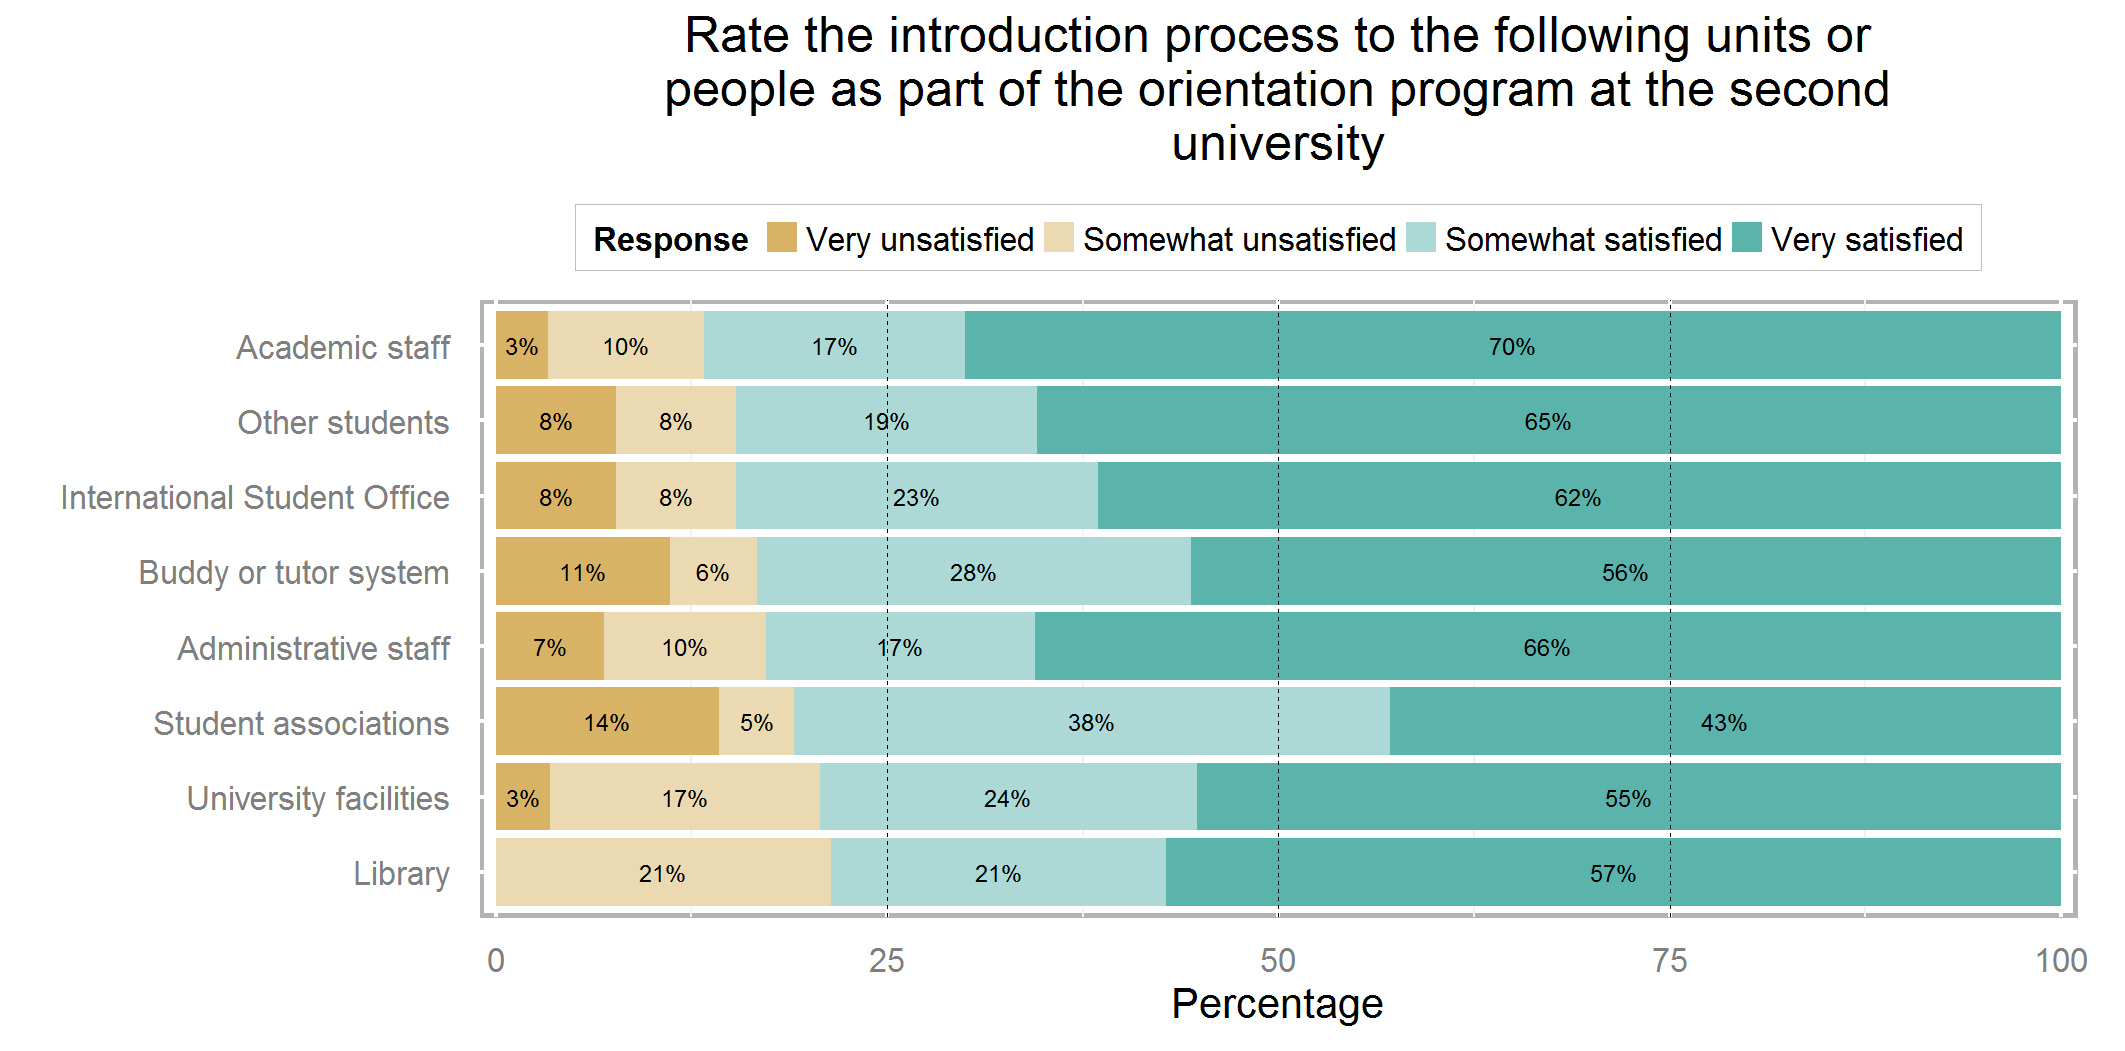 Rate the introduction process to the following units or
people as part of the orientation program at the second
university
Response Very unsatisfied Somewhat unsatisfied Somewhat satisfied Very satisfied
Academic staff 3% 10% 17% 70%
Other students 8% 8% 19% 65%
International Student Office 8% 8% 23% 62%
Buddy or tutor system 11% 6% 28% 56%
Administrative staff 7% 10% 17% 66%
Student associations 14% 5% 38% 43%
University facilities 3% 17% 24% 55%
Library 21% 21% 57%
0 25 50 75 100
Percentage